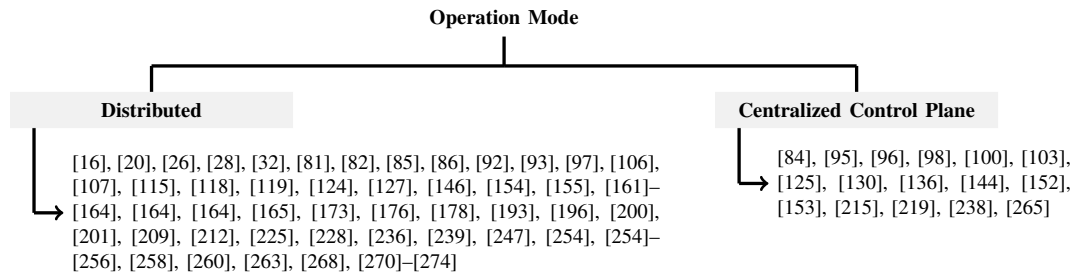 Operation Mode
Distributed
[16], [20], [26], [28], [32], [81], [82], [85], [86], [92], [93], [97], [106],
[107], [115], [118], [119], [124], [127], [146], [154], [155], [161]–
[164], [164], [164], [165], [173], [176], [178], [193], [196], [200],
[201], [209], [212], [225], [228], [236], [239], [247], [254], [254]–
[256], [258], [260], [263], [268], [270]–[274]
Centralized Control Plane
[84], [95], [96], [98], [100], [103],
[125], [130], [136], [144], [152],
[153], [215], [219], [238], [265]